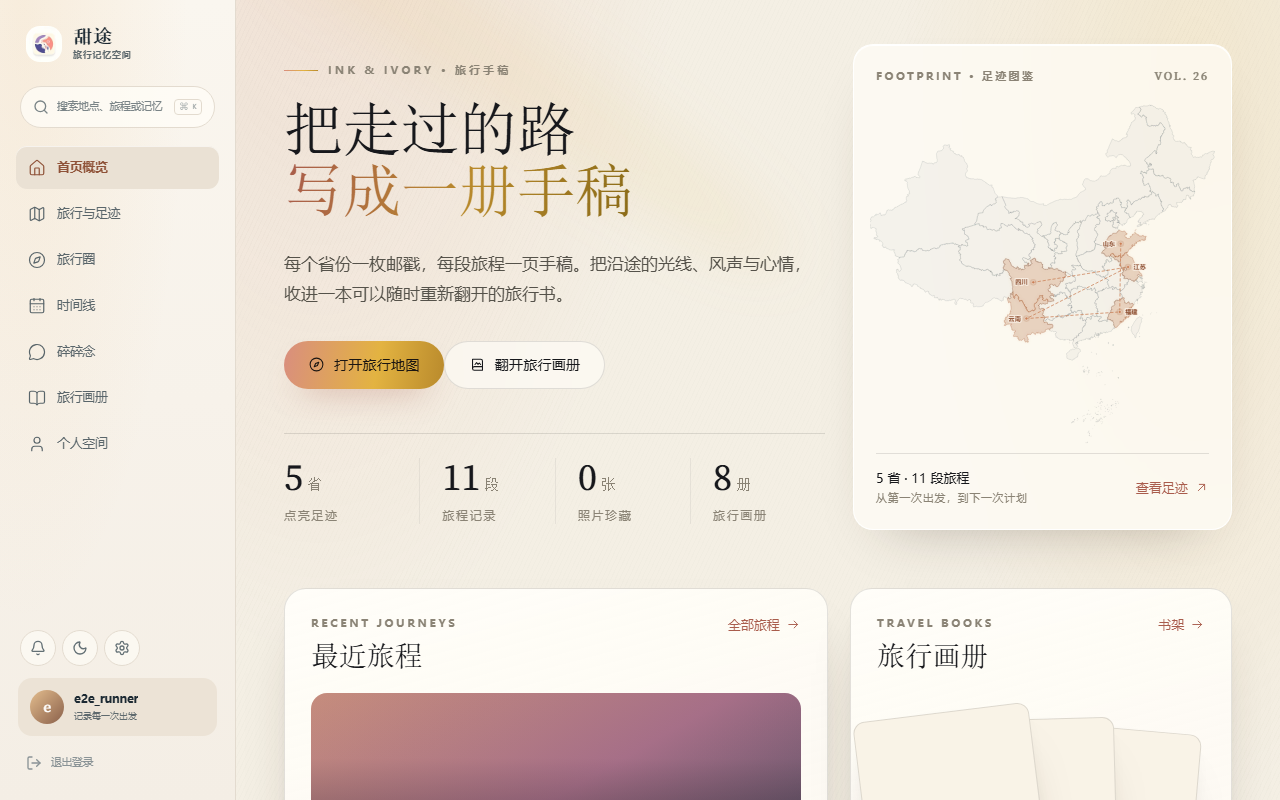 甜途
旅行记忆空间
搜索地点、旅程或记忆
⌘ K
首页概览
旅行与足迹
旅行圈
时间线
碎碎念
旅行画册
个人空间
e
e2e_runner
记录每一次出发
退出登录
INK & IVORY • 旅行手稿
把走过的路
写成一册手稿
每个省份一枚邮戳，每段旅程一页手稿。把沿途的光线、风声与心情，
收进一本可以随时重新翻开的旅行书。
打开旅行地图
翻开旅行画册
5 省
点亮足迹
11 段
旅程记录
0 张
照片珍藏
8 册
旅行画册
FOOTPRINT • 足迹图鉴
VOL. 26
山东
江苏
四川
云南
福建
5 省 · 11 段旅程
从第一次出发，到下一次计划
查看足迹
RECENT JOURNEYS
最近旅程
全部旅程
TRAVEL BOOKS
旅行画册
书架